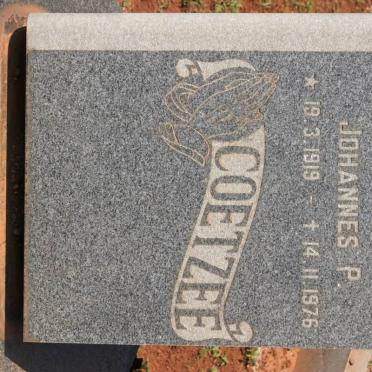 COETZEE
JOHANNES P.
★ 19.3.1919 – † 14.11.1976